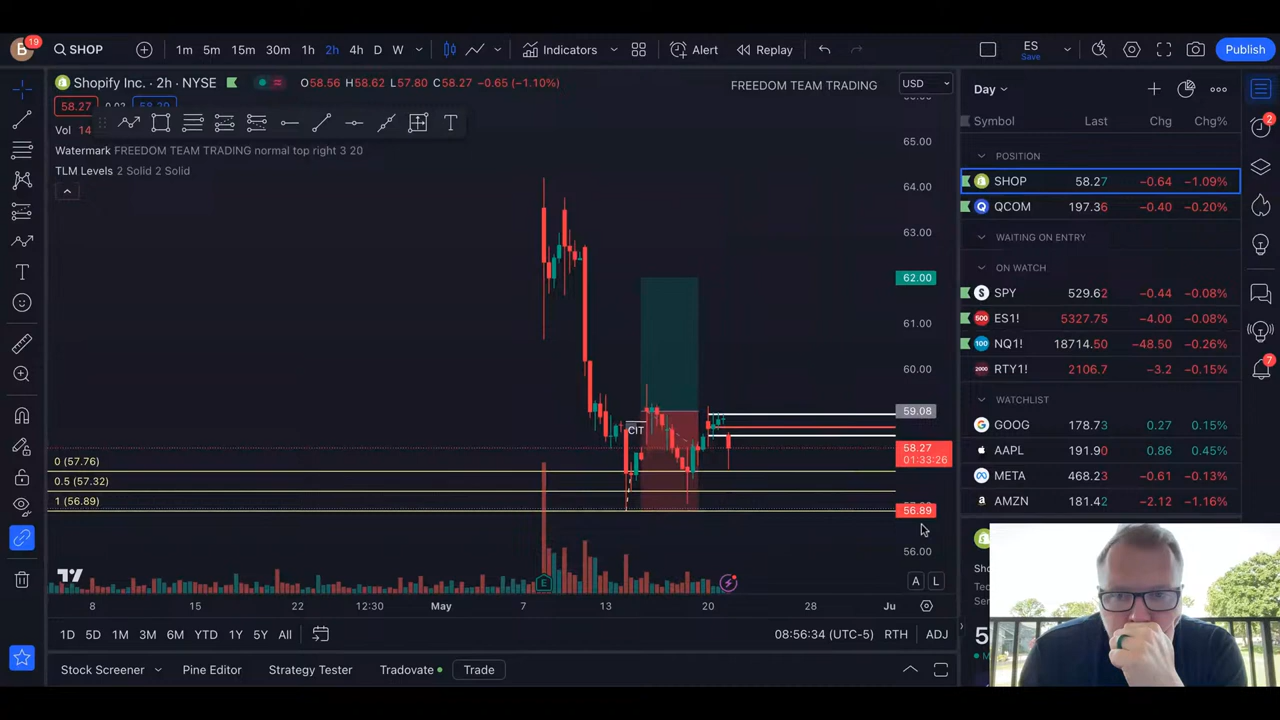 B 19 SHOP 1m 5m 15m 30m 1h 2h 4h D W Indicators Alert Replay ES Save Publish
Shopify Inc. · 2h · NYSE O58.56 H58.62 L57.80 C58.27 −0.65 (−1.10%)
FREEDOM TEAM TRADING
USD
58.27
Vol 14
T
Watermark FREEDOM TEAM TRADING normal top right 3 20
TLM Levels 2 Solid 2 Solid
65.00
64.00
63.00
62.00
61.00
60.00
59.08
58.27
01:33:26
56.89
56.00
CIT
0 (57.76)
0.5 (57.32)
1 (56.89)
E
A L
8 15 22 12:30 May 7 13 20 28 Ju
1D 5D 1M 3M 6M YTD 1Y 5Y All 08:56:34 (UTC-5) RTH ADJ
Stock Screener Pine Editor Strategy Tester Tradovate Trade
Day
Symbol Last Chg Chg%
POSITION
SHOP 58.27 −0.64 −1.09%
QCOM 197.36 −0.40 −0.20%
WAITING ON ENTRY
ON WATCH
SPY 529.62 −0.44 −0.08%
ES1! 5327.75 −4.00 −0.08%
NQ1! 18714.50 −48.50 −0.26%
RTY1! 2106.7 −3.2 −0.15%
WATCHLIST
GOOG 178.73 0.27 0.15%
AAPL 191.90 0.86 0.45%
META 468.23 −0.61 −0.13%
AMZN 181.42 −2.12 −1.16%
2
7